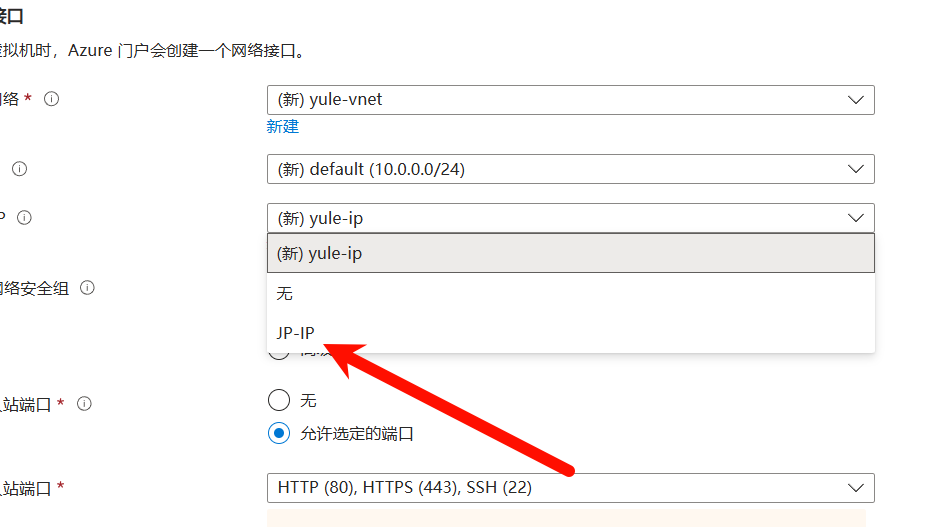 接口
虚拟机时，Azure 门户会创建一个网络接口。
网络 *
(新) yule-vnet
新建
(新) default (10.0.0.0/24)
P
(新) yule-ip
(新) yule-ip
网络安全组
无
JP-IP
无
入站端口 *
允许选定的端口
入站端口 *
HTTP (80), HTTPS (443), SSH (22)